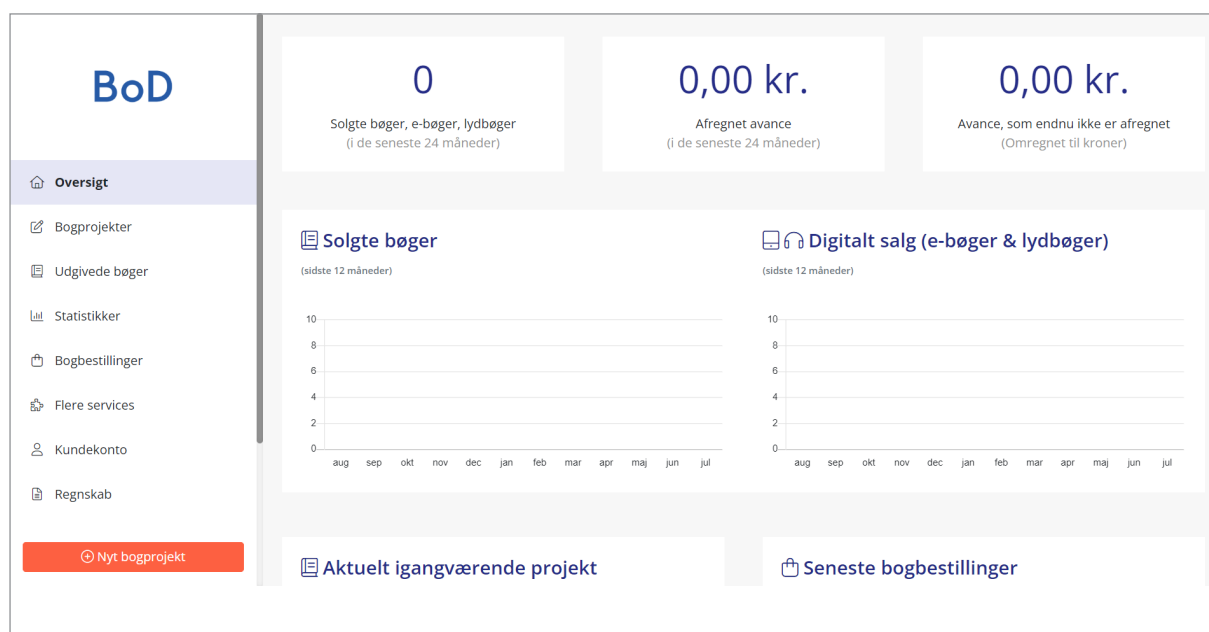 BoD
Oversigt
Bogprojekter
Udgivede bøger
Statistikker
Bogbestillinger
Flere services
Kundekonto
Regnskab
Nyt bogprojekt
0
Solgte bøger, e-bøger, lydbøger
(i de seneste 24 måneder)
0,00 kr.
Afregnet avance
(i de seneste 24 måneder)
0,00 kr.
Avance, som endnu ikke er afregnet
(Omregnet til kroner)
Solgte bøger
(sidste 12 måneder)
10
8
6
4
2
0
aug sep okt nov dec jan feb mar apr maj jun jul
Digitalt salg (e-bøger & lydbøger)
(sidste 12 måneder)
10
8
6
4
2
0
aug sep okt nov dec jan feb mar apr maj jun jul
Aktuelt igangværende projekt
Seneste bogbestillinger